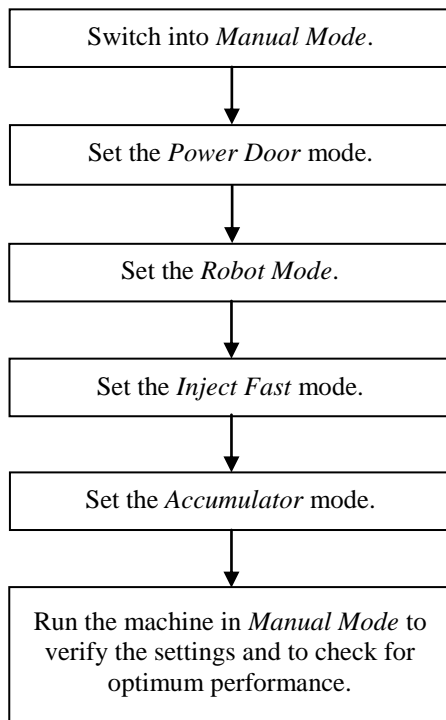 Switch into Manual Mode.
Set the Power Door mode.
Set the Robot Mode.
Set the Inject Fast mode.
Set the Accumulator mode.
Run the machine in Manual Mode to
verify the settings and to check for
optimum performance.